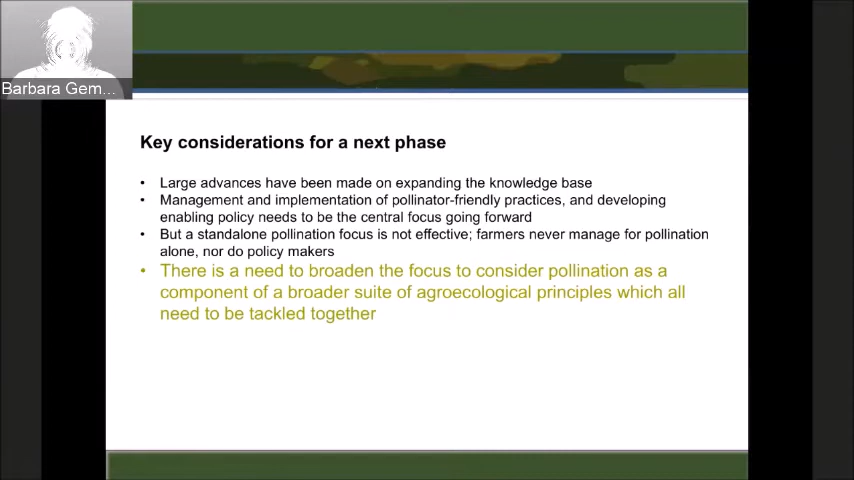 Barbara Gem...
Key considerations for a next phase
• Large advances have been made on expanding the knowledge base
• Management and implementation of pollinator-friendly practices, and developing
enabling policy needs to be the central focus going forward
• But a standalone pollination focus is not effective; farmers never manage for pollination
alone, nor do policy makers
• There is a need to broaden the focus to consider pollination as a
component of a broader suite of agroecological principles which all
need to be tackled together